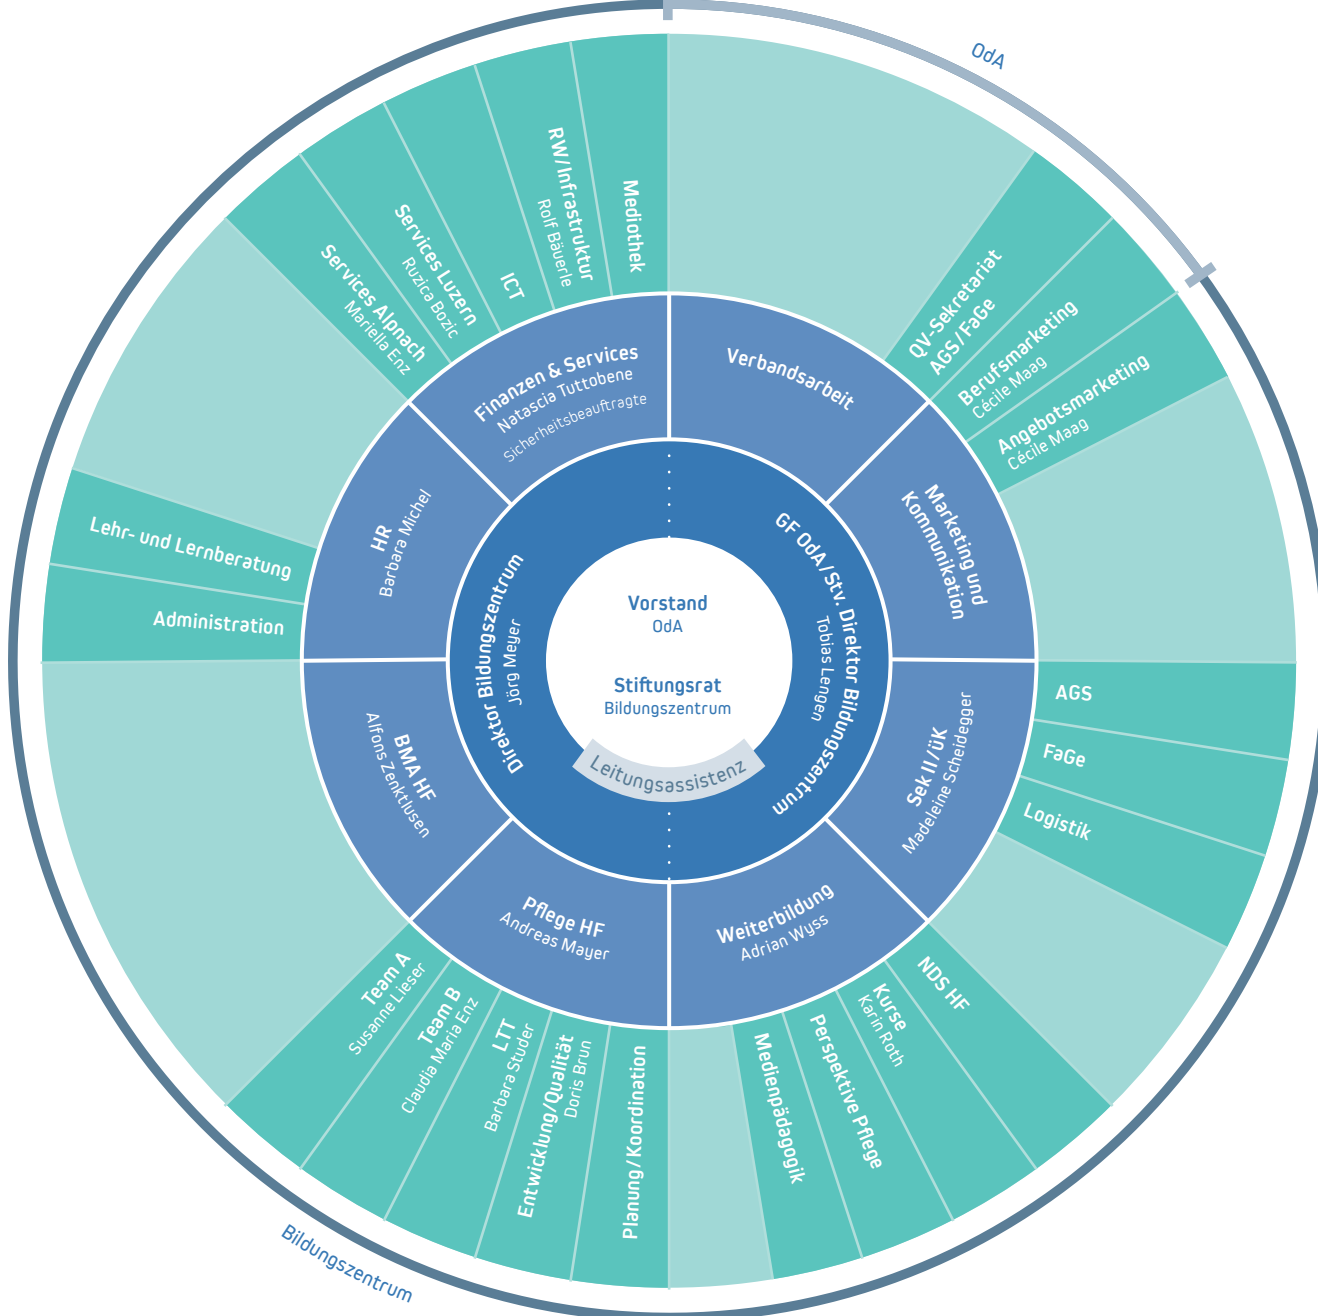 OdA
Bildungszentrum
Vorstand
OdA
Stiftungsrat
Bildungszentrum
Leitungsassistenz
Direktor Bildungszentrum
Jörg Meyer
GF OdA / Stv. Direktor Bildungszentrum
Tobias Lengen
Verbandsarbeit
QV-Sekretariat
AGS / FaGe
Marketing und
Kommunikation
Berufsmarketing
Cécile Maag
Angebotsmarketing
Cécile Maag
Sek II / üK
Madeleine Scheidegger
AGS
FaGe
Logistik
Weiterbildung
Adrian Wyss
NDS HF
Kurse
Karin Roth
Perspektive Pflege
Medienpädagogik
Pflege HF
Andreas Mayer
Planung / Koordination
Entwicklung/Qualität
Doris Brun
LTT
Barbara Studer
Team B
Claudia Maria Enz
Team A
Susanne Lieser
BMA HF
Alfons Zenktlusen
HR
Barbara Michel
Administration
Lehr- und Lernberatung
Finanzen & Services
Natascia Tuttobene
Sicherheitsbeauftragte
Services Alpnach
Mariella Enz
Services Luzern
Ruzica Bozic
ICT
RW/Infrastruktur
Rolf Bäuerle
Mediothek